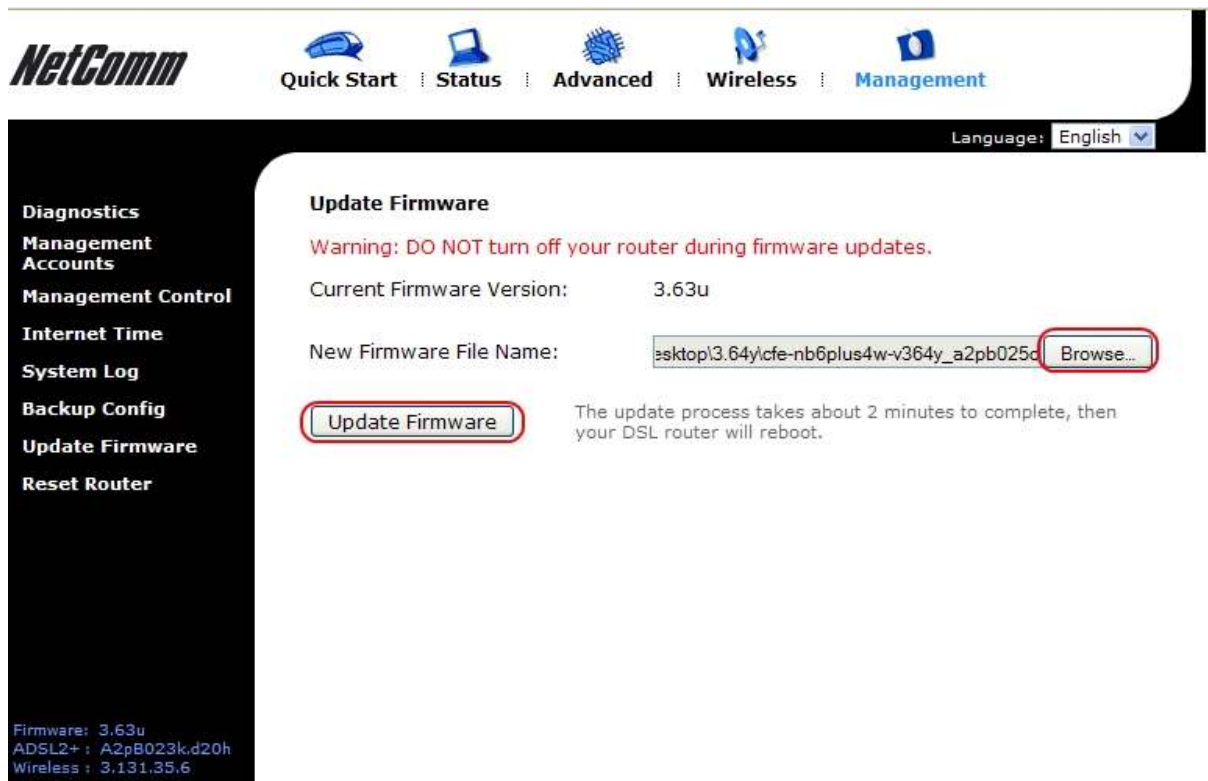 NetComm
Quick Start Status Advanced Wireless Management
Language: English
Diagnostics
Management
Accounts
Management Control
Internet Time
System Log
Backup Config
Update Firmware
Reset Router
Firmware: 3.63u
ADSL2+ : A2pB023k.d20h
Wireless : 3.131.35.6
Update Firmware
Warning: DO NOT turn off your router during firmware updates.
Current Firmware Version: 3.63u
New Firmware File Name: esktop\3.64y\cfe-nb6plus4w-v364y_a2pb025d Browse...
Update Firmware
The update process takes about 2 minutes to complete, then
your DSL router will reboot.